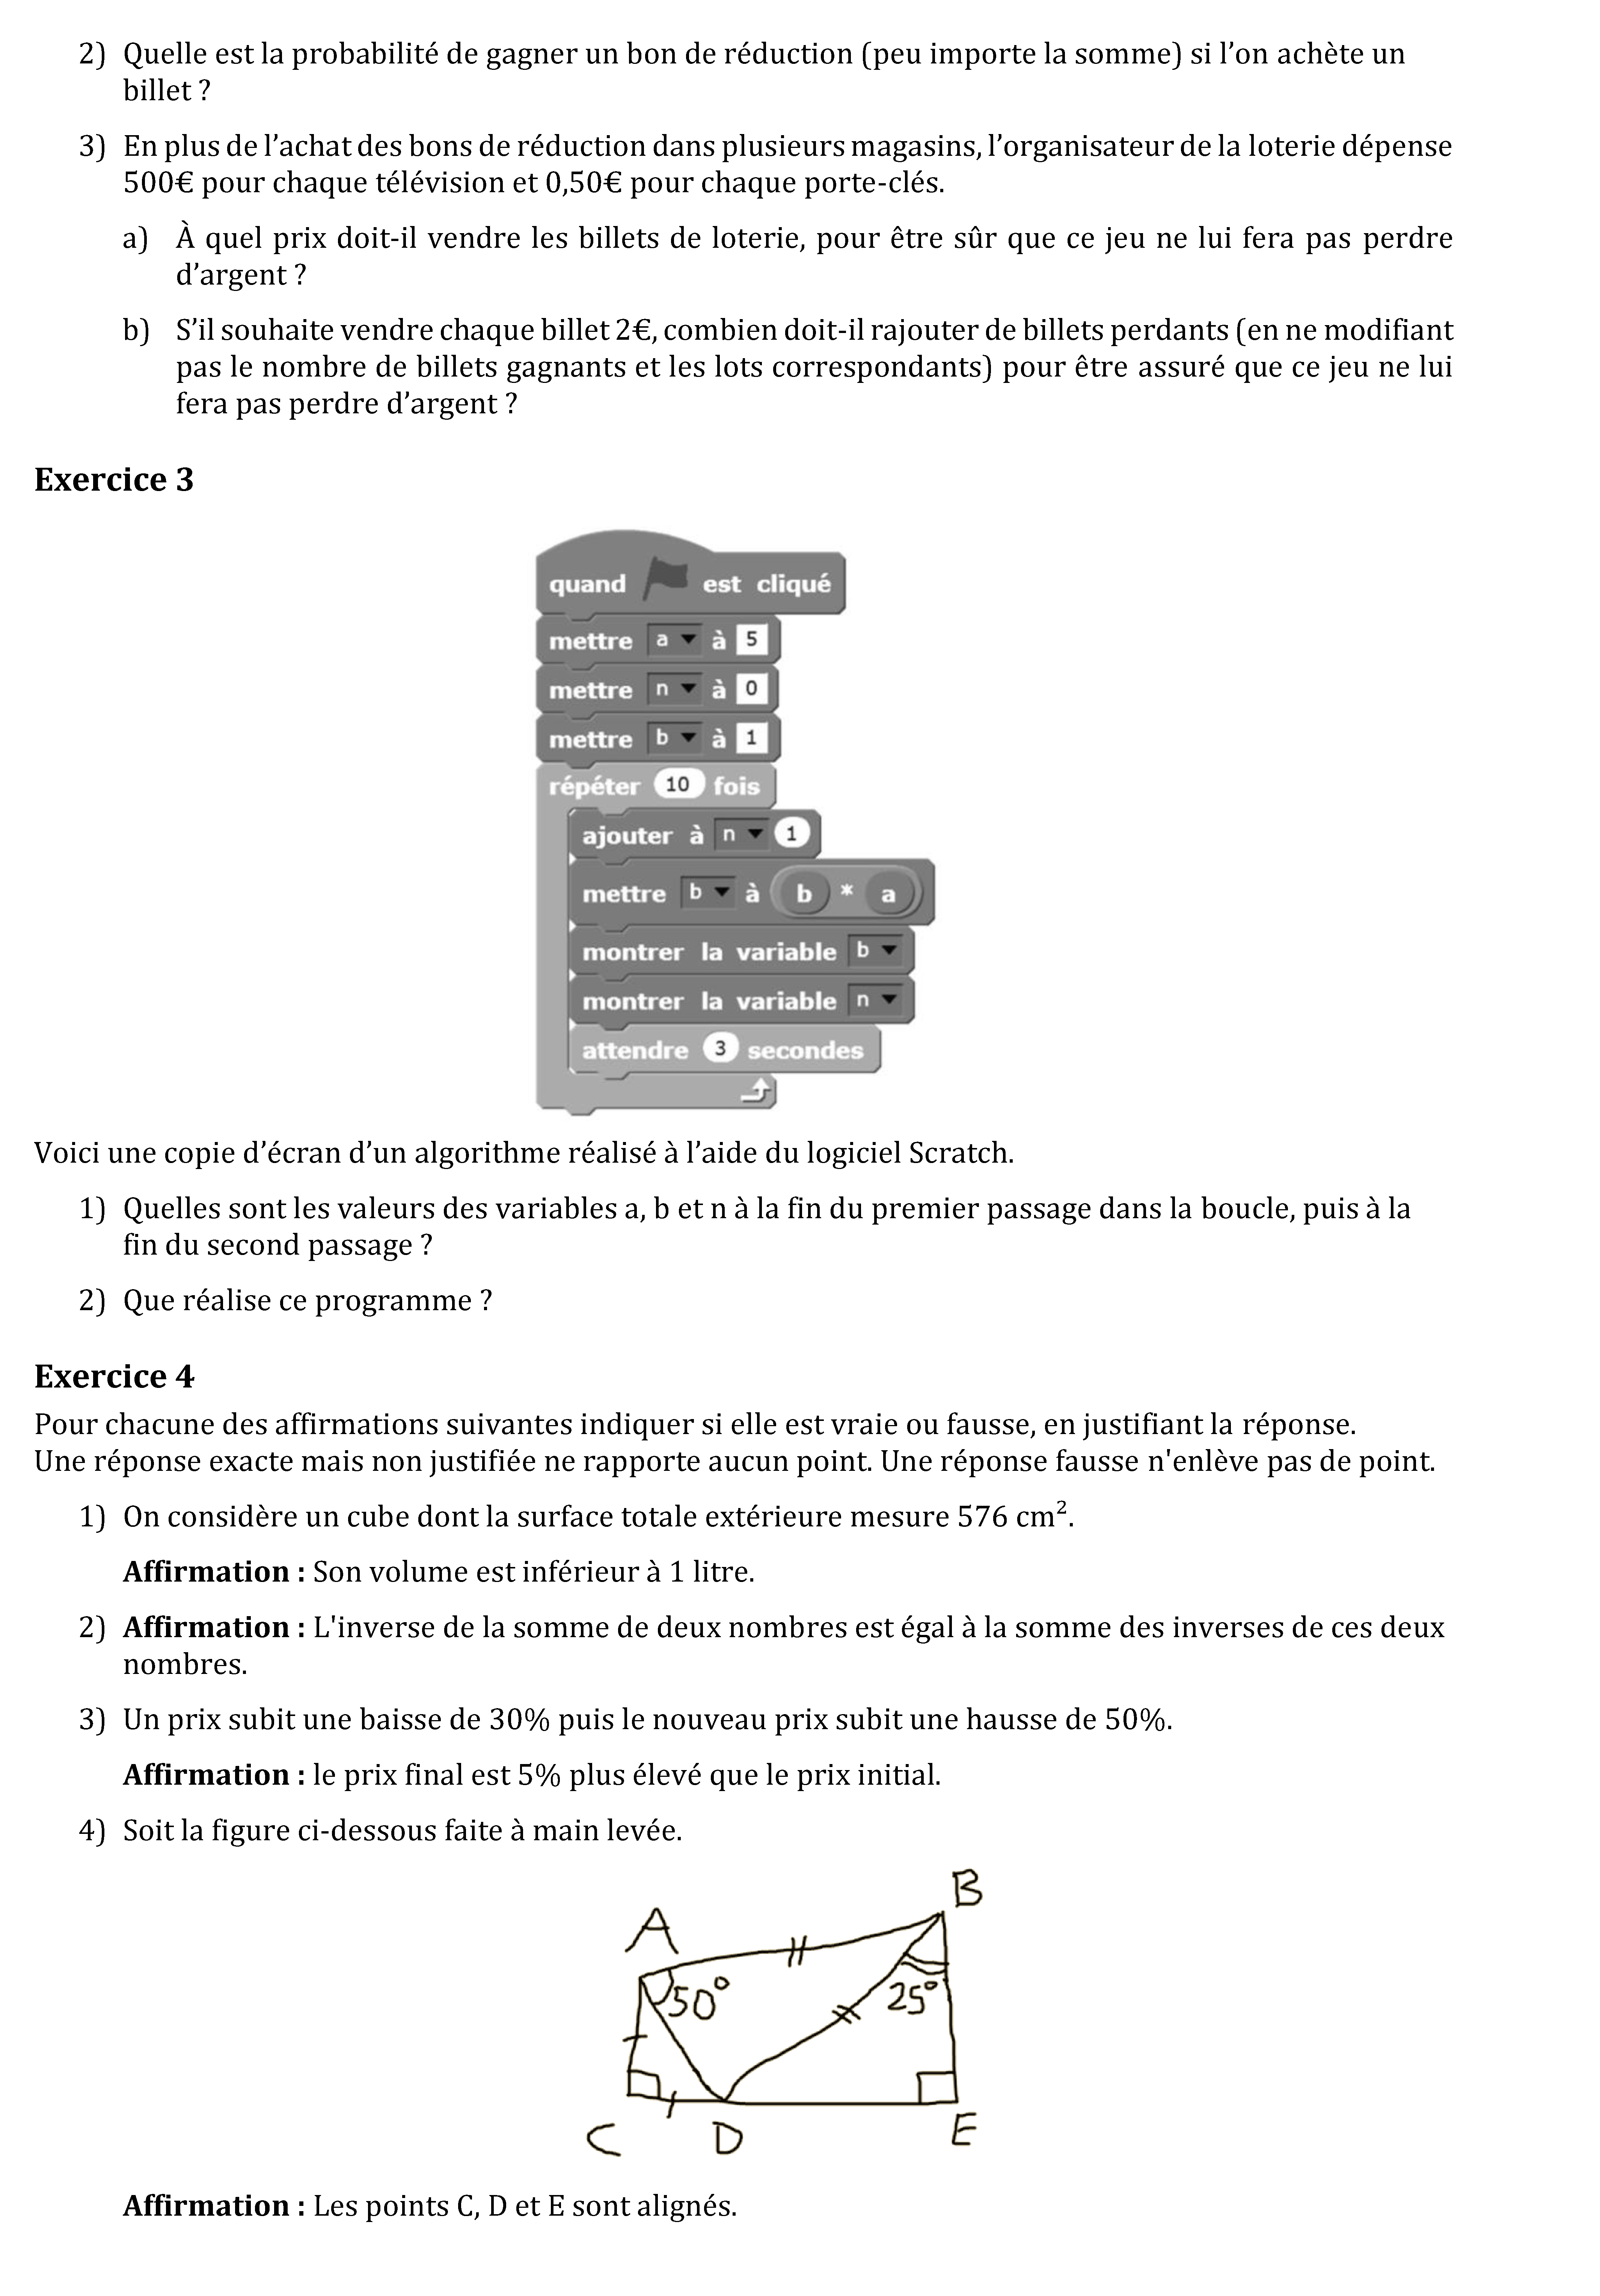 2) Quelle est la probabilité de gagner un bon de réduction (peu importe la somme) si l’on achète un
billet ?
3) En plus de l’achat des bons de réduction dans plusieurs magasins, l’organisateur de la loterie dépense
500€ pour chaque télévision et 0,50€ pour chaque porte-clés.
a) À quel prix doit-il vendre les billets de loterie, pour être sûr que ce jeu ne lui fera pas perdre
d’argent ?
b) S’il souhaite vendre chaque billet 2€, combien doit-il rajouter de billets perdants (en ne modifiant
pas le nombre de billets gagnants et les lots correspondants) pour être assuré que ce jeu ne lui
fera pas perdre d’argent ?
Exercice 3
quand est cliqué
mettre a à 5
mettre n à 0
mettre b à 1
répéter 10 fois
ajouter à n 1
mettre b à b * a
montrer la variable b
montrer la variable n
attendre 3 secondes
Voici une copie d’écran d’un algorithme réalisé à l’aide du logiciel Scratch.
1) Quelles sont les valeurs des variables a, b et n à la fin du premier passage dans la boucle, puis à la
fin du second passage ?
2) Que réalise ce programme ?
Exercice 4
Pour chacune des affirmations suivantes indiquer si elle est vraie ou fausse, en justifiant la réponse.
Une réponse exacte mais non justifiée ne rapporte aucun point. Une réponse fausse n'enlève pas de point.
1) On considère un cube dont la surface totale extérieure mesure 576 cm².
Affirmation : Son volume est inférieur à 1 litre.
2) Affirmation : L'inverse de la somme de deux nombres est égal à la somme des inverses de ces deux
nombres.
3) Un prix subit une baisse de 30% puis le nouveau prix subit une hausse de 50%.
Affirmation : le prix final est 5% plus élevé que le prix initial.
4) Soit la figure ci-dessous faite à main levée.
B
A
50°
25°
C D E
Affirmation : Les points C, D et E sont alignés.